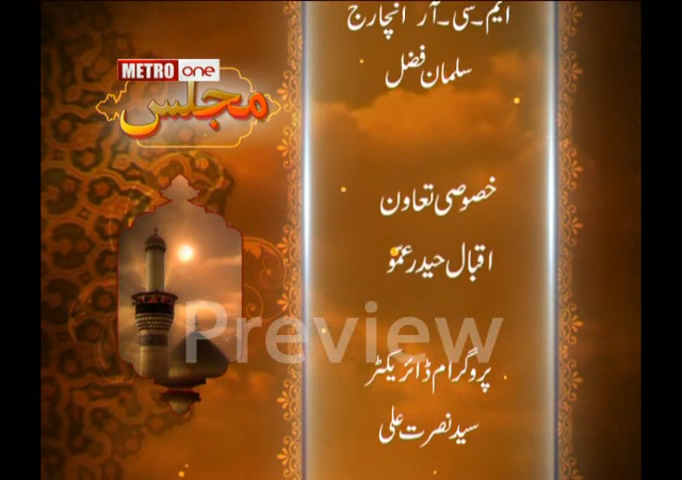 METRO one
مجلس
ایم۔سی۔آر انچارج
سلمان فضل
خصوصی تعاون
اقبال حیدر عمّو
پروگرام ڈائریکٹر
سید نصرت علی
Preview